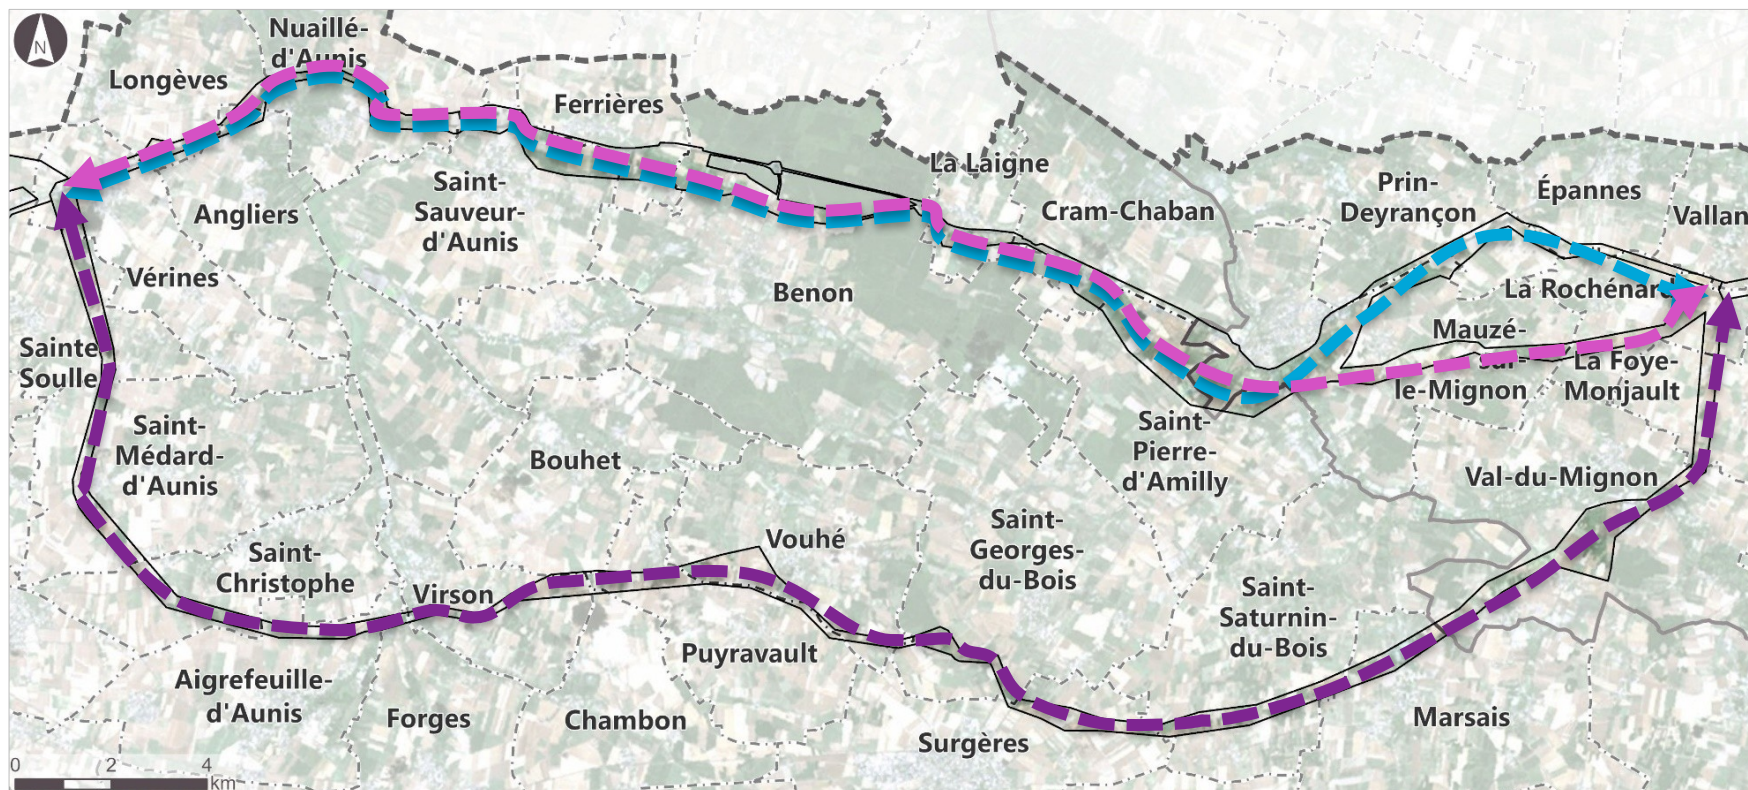 N
Nuaillé-
d'Aunis
Longèves
Ferrières
La Laigne
Saint-
Sauveur-
d'Aunis
Angliers
Cram-Chaban
Prin-
Deyrançon
Épannes
Vallan
Vérines
Benon
La Rochénard
Sainte
Soulle
Mauzé-
sur-
le-Mignon
La Foye-
Monjault
Saint-
Médard-
d'Aunis
Bouhet
Saint-
Pierre-
d'Amilly
Val-du-Mignon
Saint-
Christophe
Virson
Vouhé
Saint-
Georges-
du-Bois
Saint-
Saturnin-
du-Bois
Puyravault
Aigrefeuille-
d'Aunis
Forges
Chambon
Surgères
Marsais
0 2 4
km